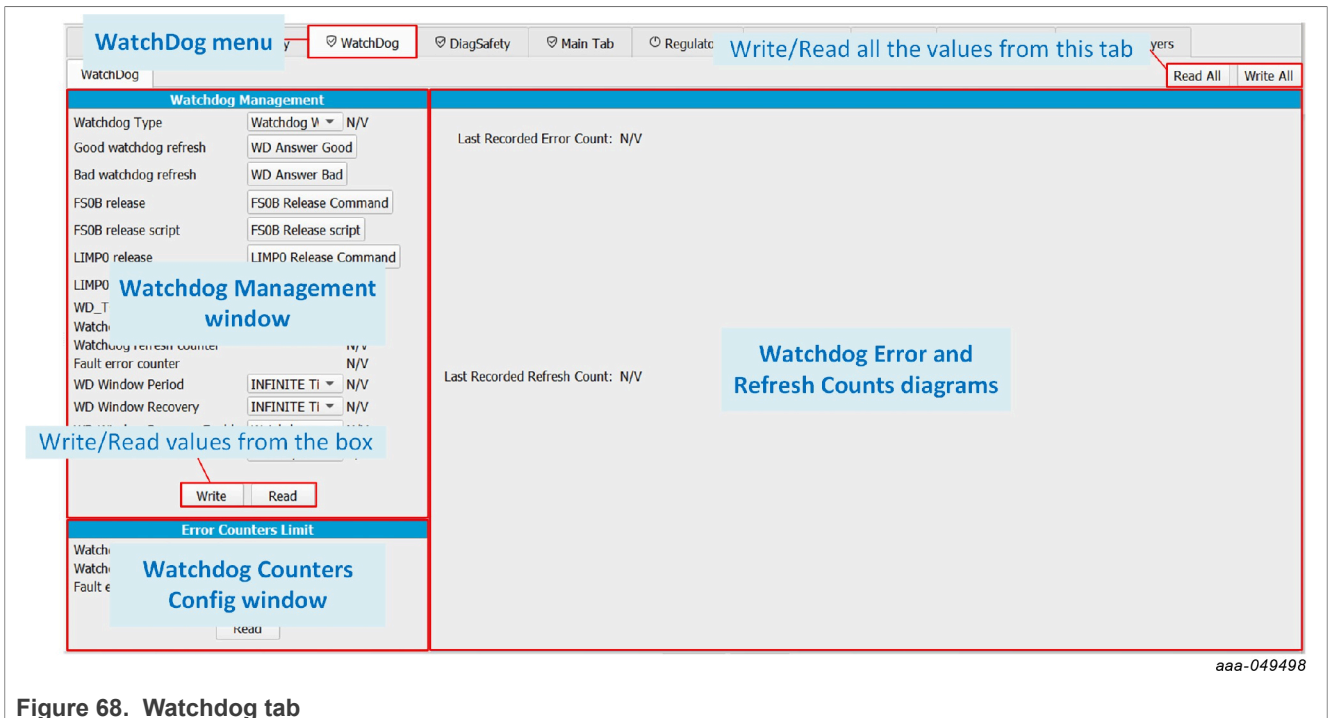 WatchDog menu
WatchDog
DiagSafety
Main Tab
Write/Read all the values from this tab
WatchDog
Read All
Write All
Watchdog Management
Watchdog Type
N/V
Good watchdog refresh
WD Answer Good
Last Recorded Error Count: N/V
Bad watchdog refresh
WD Answer Bad
FS0B release
FS0B Release Command
FS0B release script
FS0B Release script
LIMP0 release
LIMP0 Release Command
LIMP0
Watchdog Management
window
Watchdog refresh counter
N/V
Fault error counter
N/V
WD Window Period
INFINITE TI
N/V
Last Recorded Refresh Count: N/V
Watchdog Error and
Refresh Counts diagrams
WD Window Recovery
INFINITE TI
N/V
Write/Read values from the box
Write
Read
Error Counters Limit
Watchdog Counters
Config window
Read
aaa-049498
Figure 68. Watchdog tab